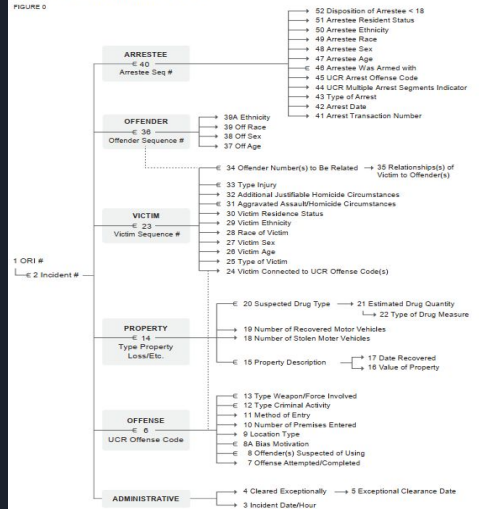 FIGURE 0
52 Disposition of Arrestee < 18
51 Arrestee Resident Status
50 Arrestee Ethnicity
49 Arrestee Race
48 Arrestee Sex
47 Arrestee Age
46 Arrestee Was Armed with
45 UCR Arrest Offense Code
44 UCR Multiple Arrest Segments Indicator
43 Type of Arrest
42 Arrest Date
41 Arrest Transaction Number
ARRESTEE
∈ 40
Arrestee Seq #
OFFENDER
∈ 36
Offender Sequence #
39A Ethnicity
39 Off Race
38 Off Sex
37 Off Age
34 Offender Number(s) to Be Related → 35 Relationships(s) of
Victim to Offender(s)
33 Type Injury
32 Additional Justifiable Homicide Circumstances
31 Aggravated Assault/Homicide Circumstances
30 Victim Residence Status
29 Victim Ethnicity
28 Race of Victim
27 Victim Sex
26 Victim Age
25 Type of Victim
24 Victim Connected to UCR Offense Code(s)
VICTIM
∈ 23
Victim Sequence #
1 ORI #
∈ 2 Incident #
20 Suspected Drug Type → 21 Estimated Drug Quantity
22 Type of Drug Measure
19 Number of Recovered Motor Vehicles
18 Number of Stolen Motor Vehicles
15 Property Description
17 Date Recovered
16 Value of Property
PROPERTY
∈ 14
Type Property
Loss/Etc.
13 Type Weapon/Force Involved
12 Type Criminal Activity
11 Method of Entry
10 Number of Premises Entered
9 Location Type
8A Bias Motivation
8 Offender(s) Suspected of Using
7 Offense Attempted/Completed
OFFENSE
∈ 6
UCR Offense Code
ADMINISTRATIVE
4 Cleared Exceptionally → 5 Exceptional Clearance Date
3 Incident Date/Hour